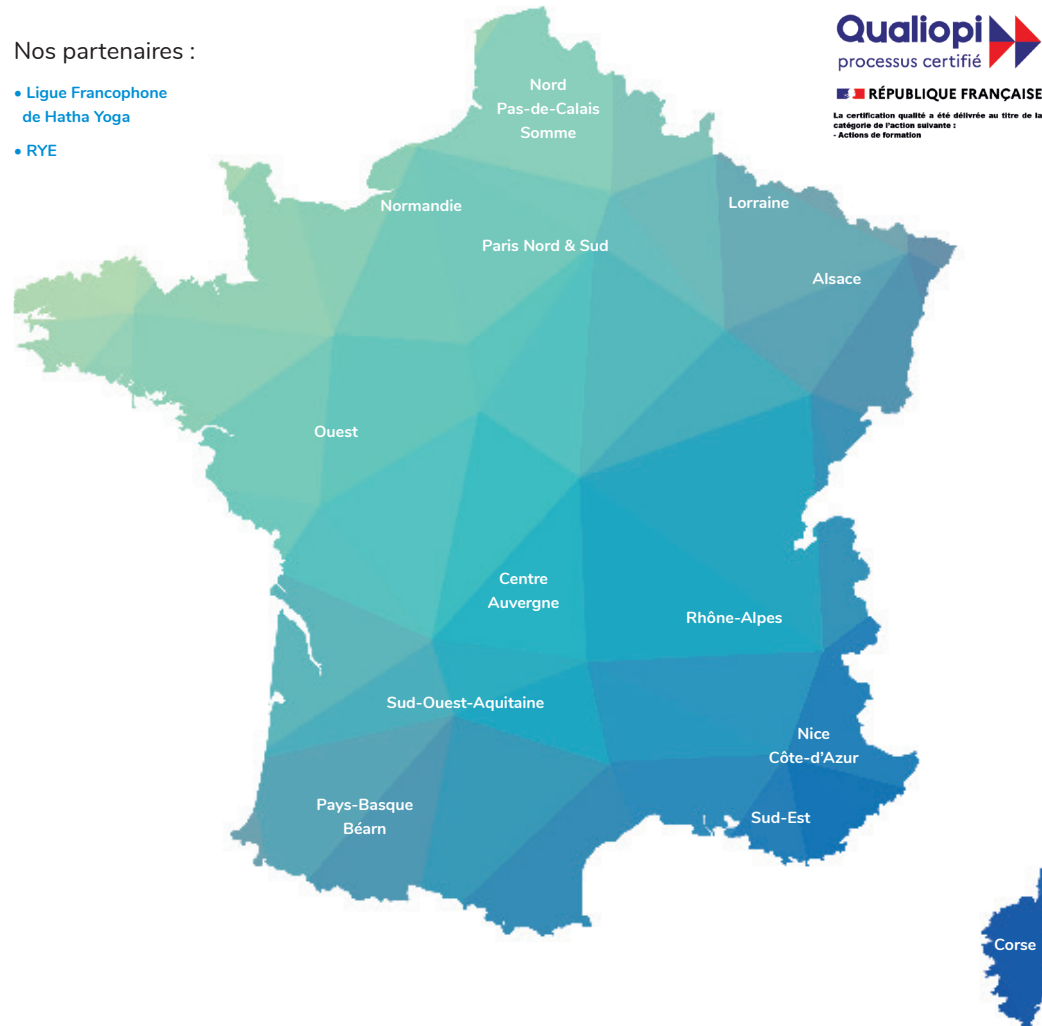 Nos partenaires :
• Ligue Francophone
de Hatha Yoga
• RYE
Qualiopi
processus certifié
RÉPUBLIQUE FRANÇAISE
La certification qualité a été délivrée au titre de la
catégorie de l'action suivante :
- Actions de formation
Nord
Pas-de-Calais
Somme
Normandie
Lorraine
Paris Nord & Sud
Alsace
Ouest
Centre
Auvergne
Rhône-Alpes
Sud-Ouest-Aquitaine
Nice
Côte-d'Azur
Pays-Basque
Béarn
Sud-Est
Corse